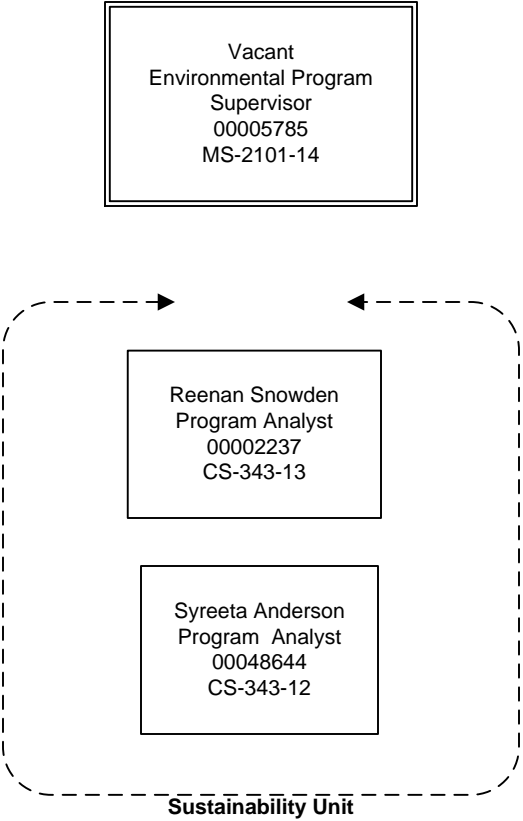 Vacant
Environmental Program
Supervisor
00005785
MS-2101-14
Reenan Snowden
Program Analyst
00002237
CS-343-13
Syreeta Anderson
Program  Analyst
00048644
CS-343-12
Sustainability Unit